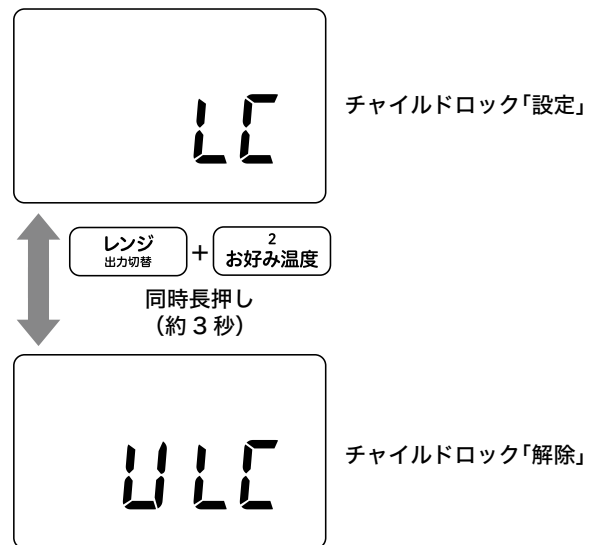 LC
チャイルドロック「設定」
レンジ
出力切替
+
2
お好み温度
同時長押し
(約3秒)
ULC
チャイルドロック「解除」